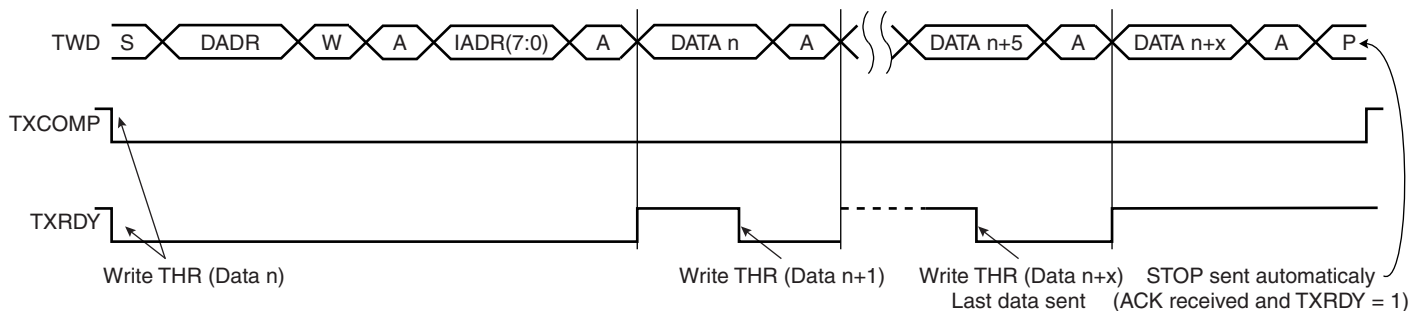 TWD S DADR W A IADR(7:0) A DATA n A DATA n+5 A DATA n+x A P
TXCOMP
TXRDY
Write THR (Data n) Write THR (Data n+1) Write THR (Data n+x) STOP sent automaticaly
Last data sent (ACK received and TXRDY = 1)